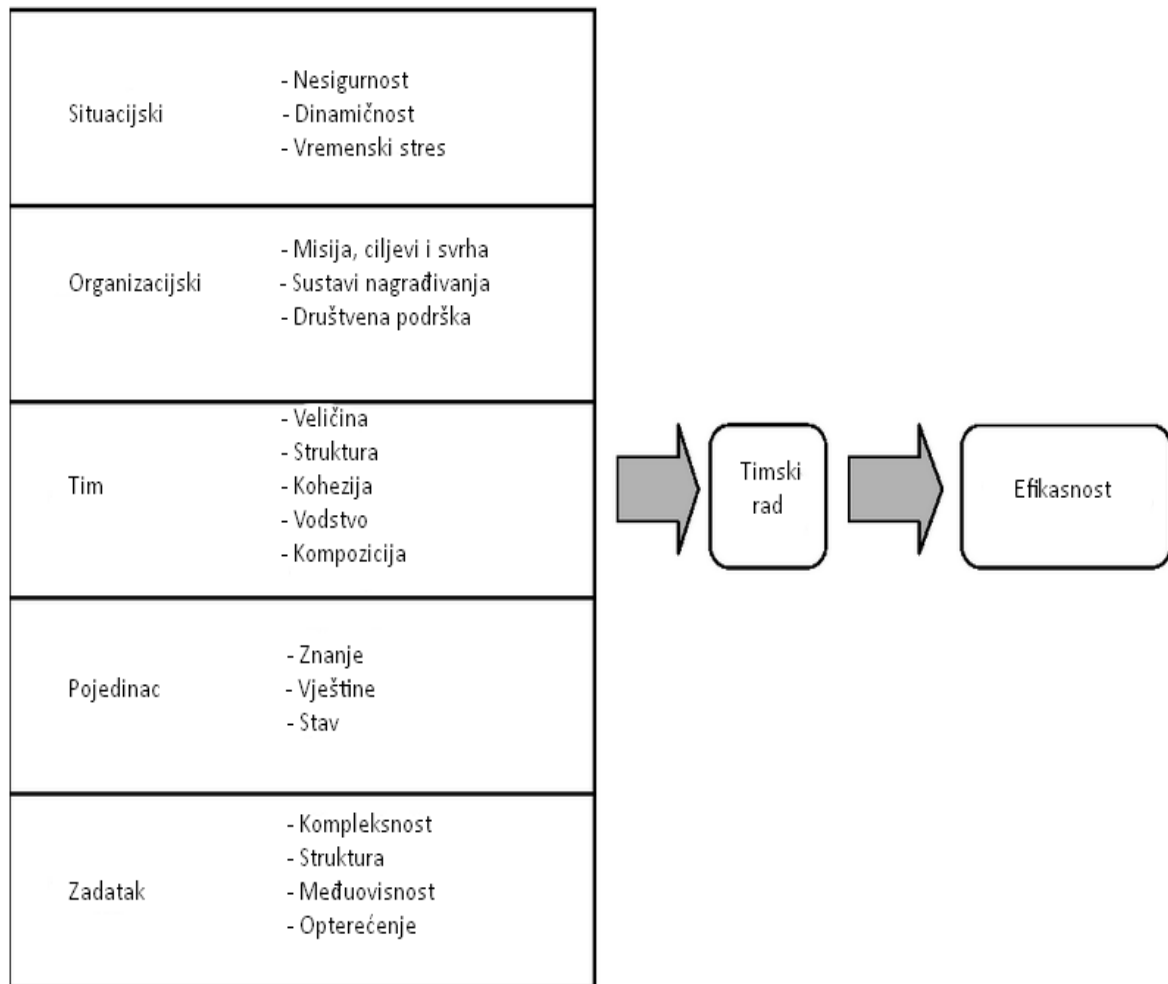 Situacijski
- Nesigurnost
- Dinamičnost
- Vremenski stres
Organizacijski
- Misija, ciljevi i svrha
- Sustavi nagrađivanja
- Društvena podrška
Tim
- Veličina
- Struktura
- Kohezija
- Vodstvo
- Kompozicija
Pojedinac
- Znanje
- Vještine
- Stav
Zadatak
- Kompleksnost
- Struktura
- Međuovisnost
- Opterećenje
Timski
rad
Efikasnost